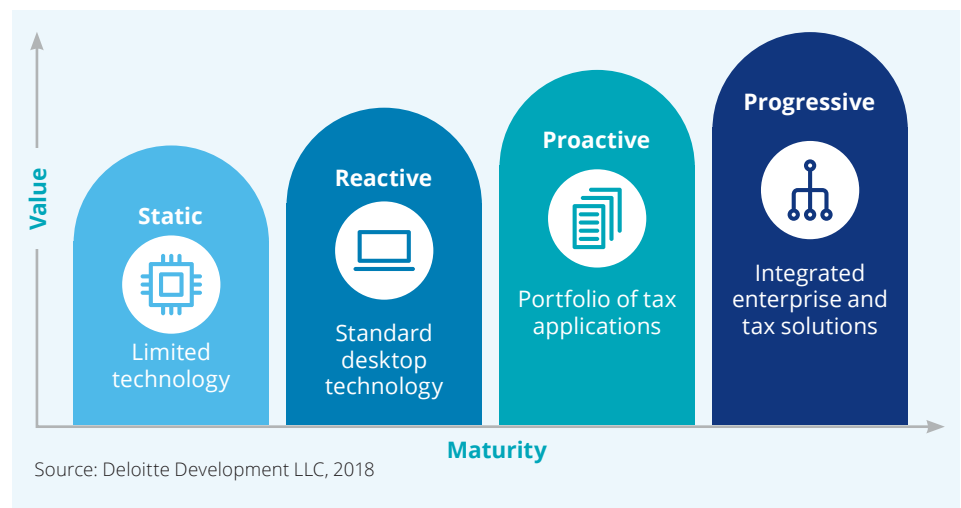 Value
Static
Limited
technology
Reactive
Standard
desktop
technology
Proactive
Portfolio of tax
applications
Progressive
Integrated
enterprise and
tax solutions
Maturity
Source: Deloitte Development LLC, 2018